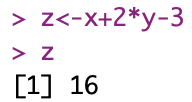 > z<-x+2*y-3
> z
[1] 16